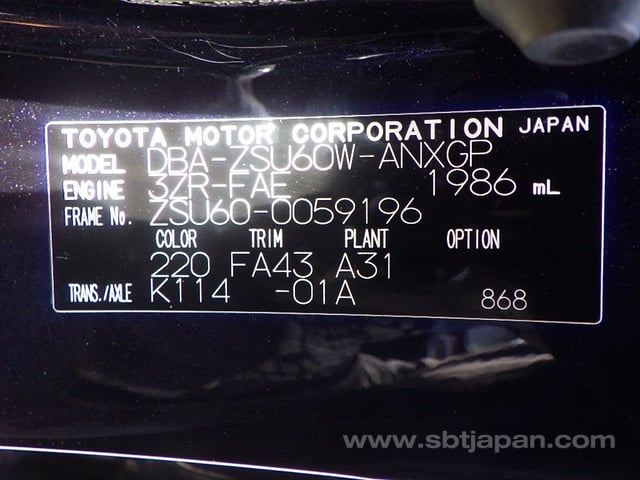 TOYOTA MOTOR CORPORATION JAPAN
MODEL DBA-ZSU60W-ANXGP
ENGINE 3ZR-FAE 1986 mL
FRAME No. ZSU60-0059196
COLOR TRIM PLANT OPTION
220 FA43 A31
TRANS./AXLE K114 -01A 868
www.sbtjapan.com